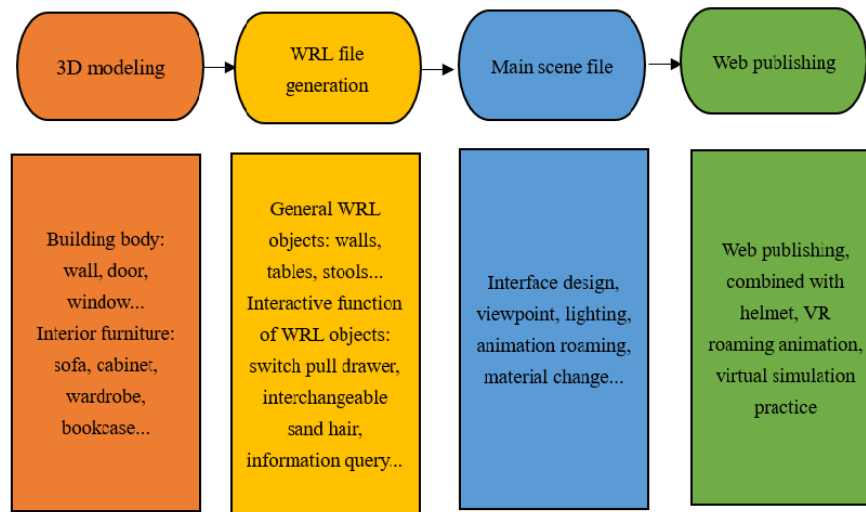 3D modeling
WRL file
generation
Main scene file
Web publishing
Building body:
wall, door,
window...
Interior furniture:
sofa, cabinet,
wardrobe,
bookcase...
General WRL
objects: walls,
tables, stools...
Interactive function
of WRL objects:
switch pull drawer,
interchangeable
sand hair,
information query...
Interface design,
viewpoint, lighting,
animation roaming,
material change...
Web publishing,
combined with
helmet, VR
roaming animation,
virtual simulation
practice